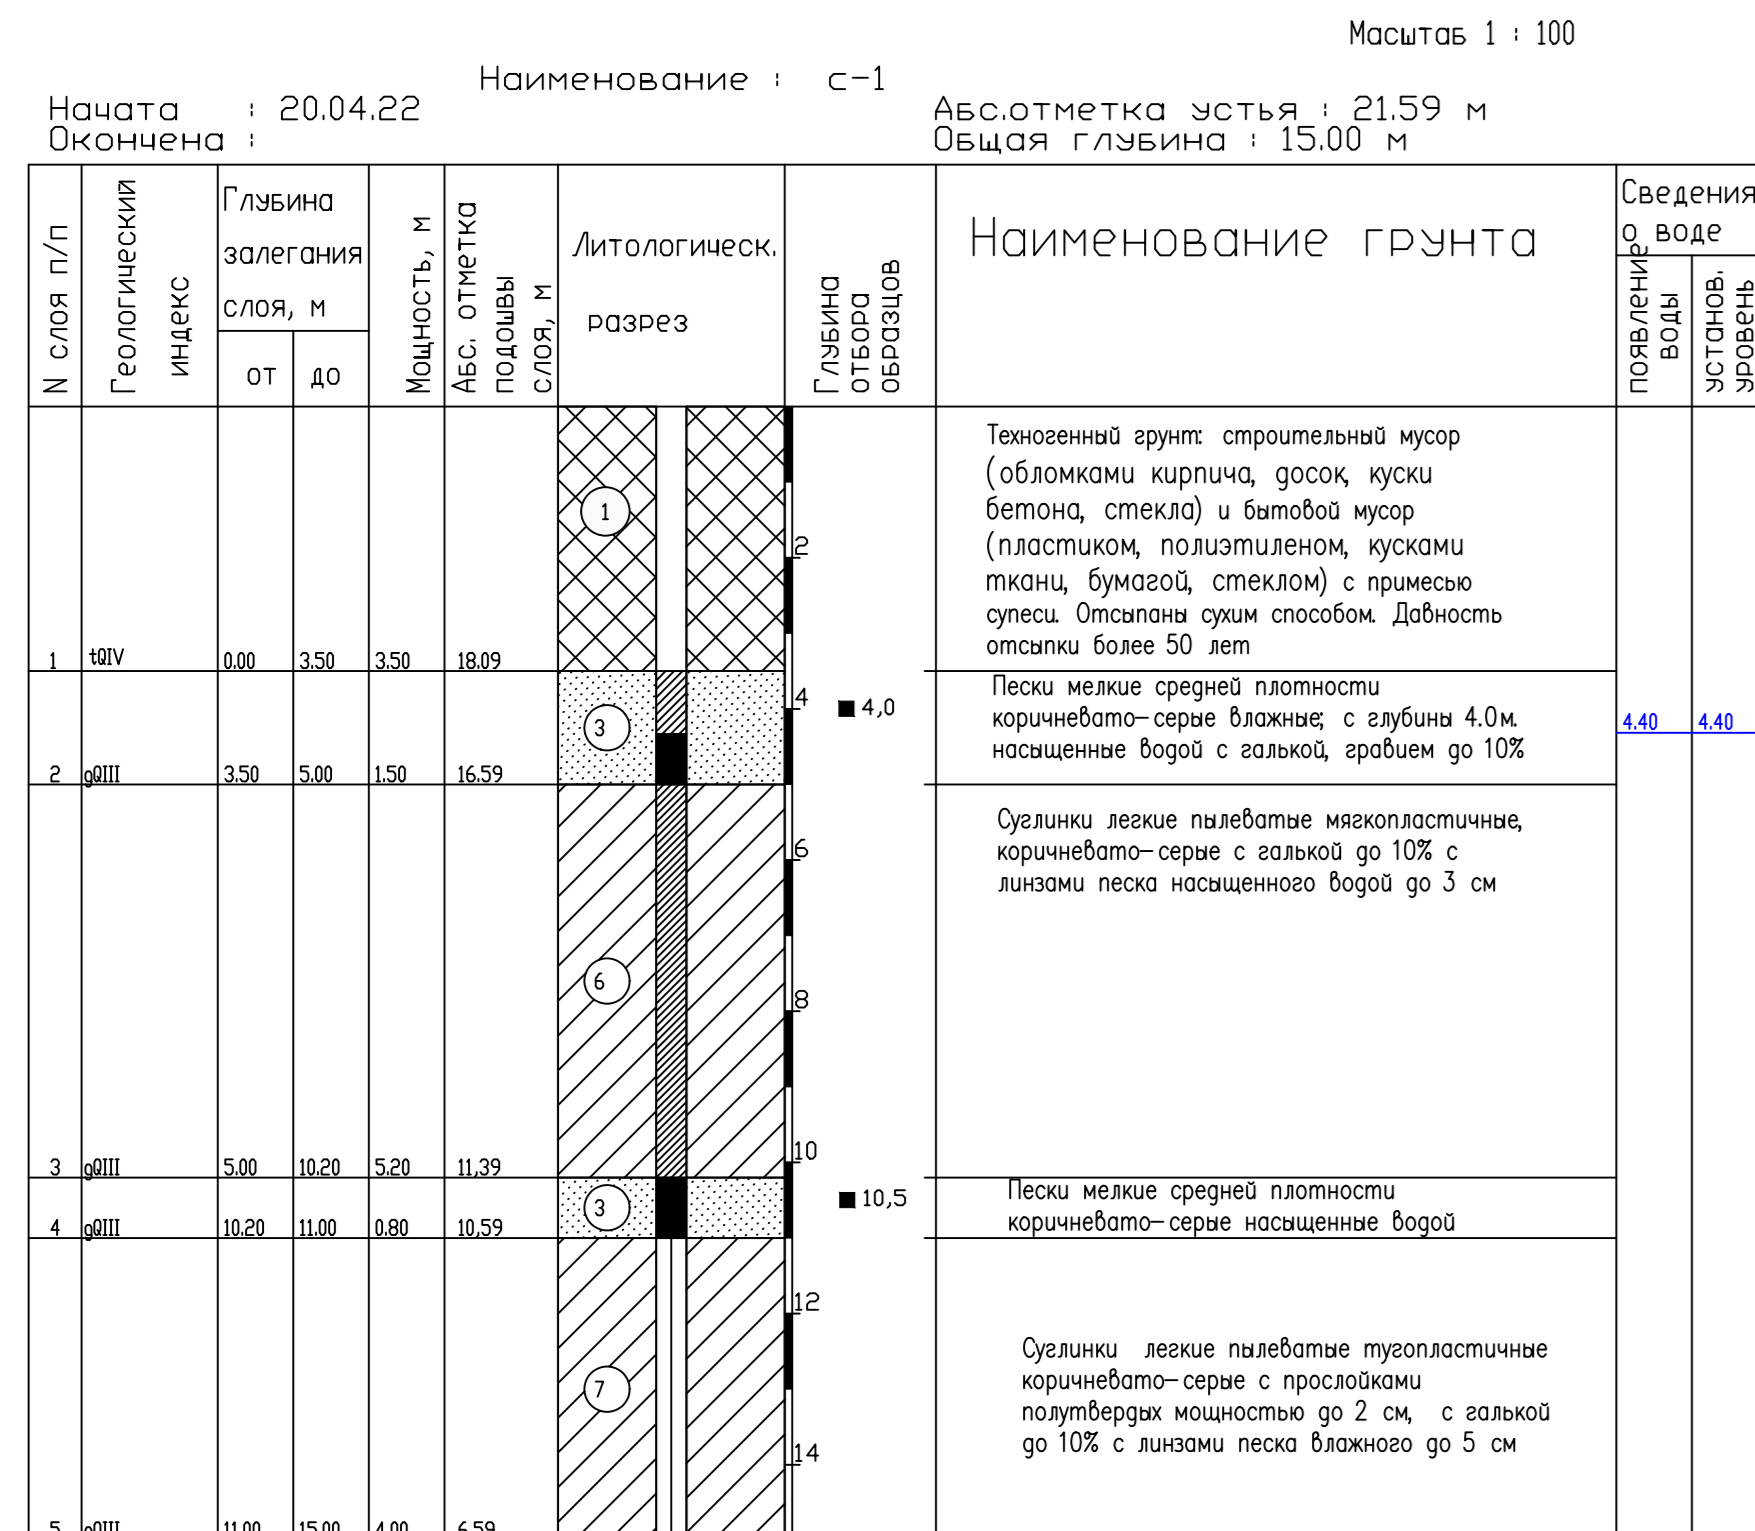 Масштаб 1 : 100
Наименование : с-1
Начата : 20.04.22
Окончена :
Абс.отметка устья : 21.59 м
Общая глубина : 15.00 м
N слоя п/п
Геологический
индекс
Глубина
залегания
слоя, м
от
до
Мощность, м
Абс. отметка
подошвы
слоя, м
Литологическ.
разрез
Глубина
отбора
образцов
Наименование грунта
Сведения
о воде
появление
воды
установ.
уровень
Техногенный грунт: строительный мусор
(обломками кирпича, досок, куски
бетона, стекла) и бытовой мусор
(пластиком, полиэтиленом, кусками
ткани, бумагой, стеклом) с примесью
супеси. Отсыпаны сухим способом. Давность
отсыпки более 50 лет
1
2
1 tQIV 0.00 3.50 3.50 18.09
Пески мелкие средней плотности
коричневато-серые влажные; с глубины 4.0м.
насыщенные водой с галькой, гравием до 10%
3
4
4,0
4.40 4.40
2 gQIII 3.50 5.00 1.50 16.59
Суглинки легкие пылеватые мягкопластичные,
коричневато-серые с галькой до 10% с
линзами песка насыщенного водой до 3 см
6
6
8
10
3 gQIII 5.00 10.20 5.20 11,39
Пески мелкие средней плотности
коричневато-серые насыщенные водой
3
10,5
4 gQIII 10.20 11.00 0.80 10,59
12
Суглинки легкие пылеватые тугопластичные
коричневато-серые с прослойками
полутвердых мощностью до 2 см, с галькой
до 10% с линзами песка влажного до 5 см
7
14
5 gQIII 11.00 15.00 4.00 6.59